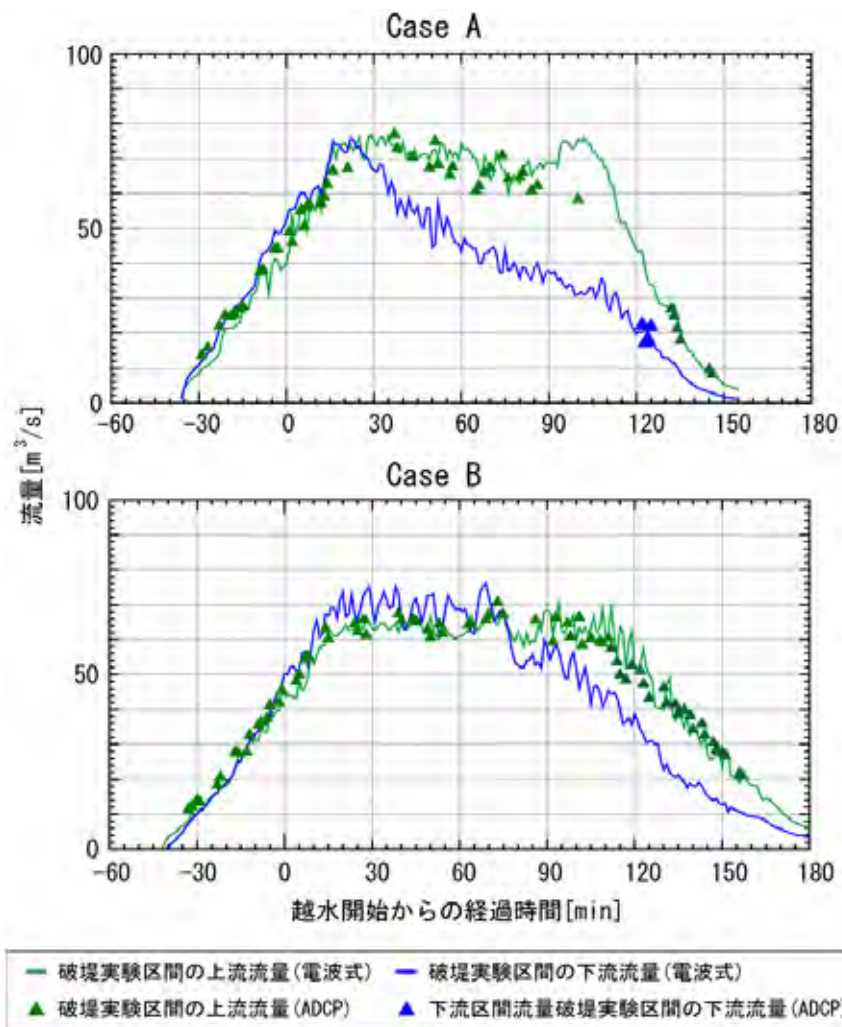 Case A
100
50
0
-60 -30 0 30 60 90 120 150 180
流量[m³/s]
Case B
100
50
0
-60 -30 0 30 60 90 120 150 180
越水開始からの経過時間[min]
破堤実験区間の上流流量(電波式) 破堤実験区間の下流流量(電波式)
破堤実験区間の上流流量(ADCP) 下流区間流量破堤実験区間の下流流量(ADCP)